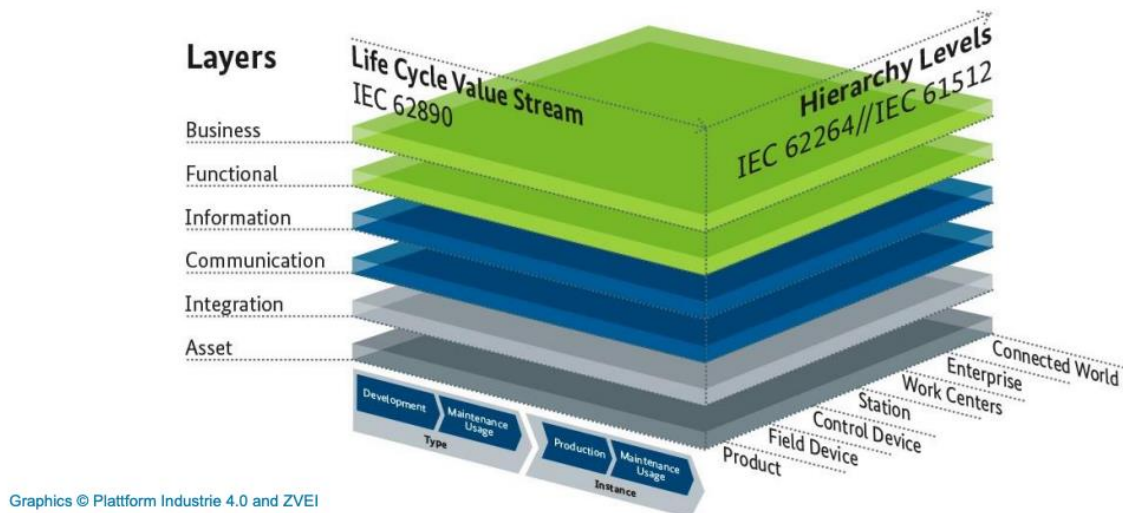 Layers
Life Cycle Value Stream
IEC 62890
Hierarchy Levels
IEC 62264//IEC 61512
Business
Functional
Information
Communication
Integration
Asset
Development
Maintenance
Usage
Type
Production
Maintenance
Usage
Instance
Connected World
Enterprise
Work Centers
Station
Control Device
Field Device
Product
Graphics © Plattform Industrie 4.0 and ZVEI